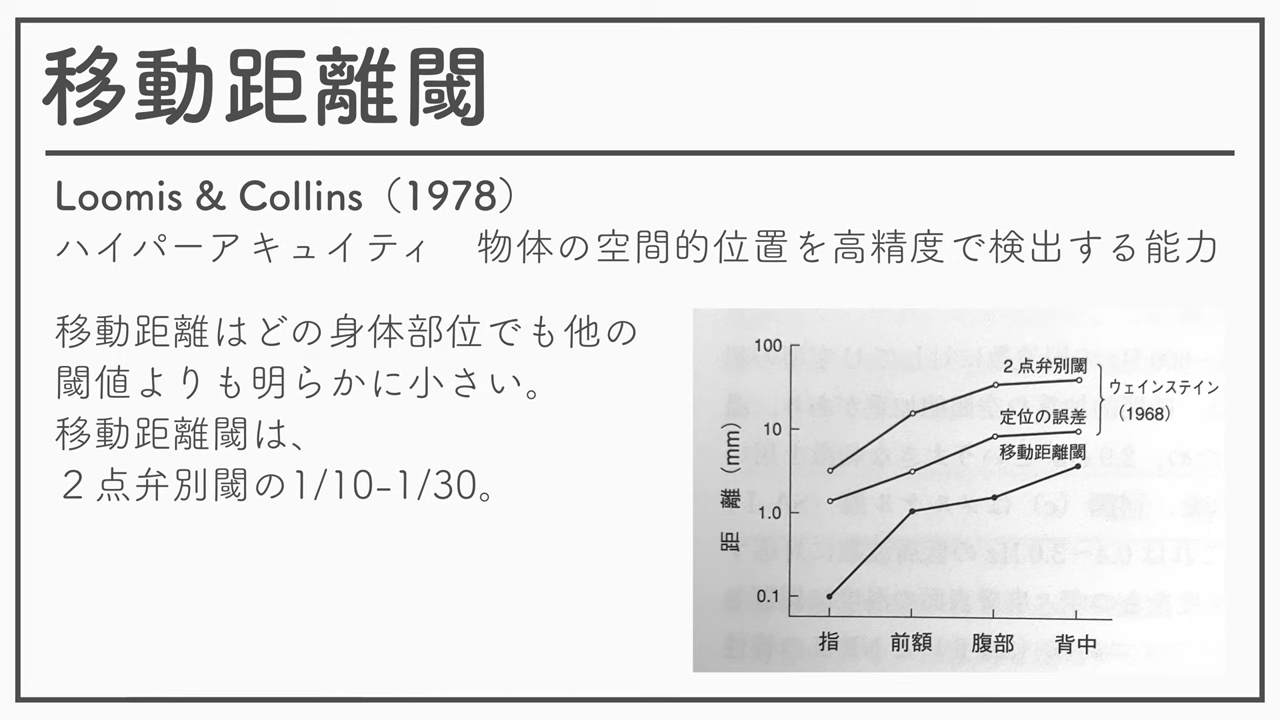 移動距離閾
Loomis & Collins（1978）
ハイパーアキュイティ　物体の空間的位置を高精度で検出する能力
移動距離はどの身体部位でも他の
閾値よりも明らかに小さい。
移動距離閾は、
２点弁別閾の1/10-1/30。
100
10
1.0
0.1
距　離（mm）
２点弁別閾
定位の誤差
移動距離閾
ウェインステイン
（1968）
指　前額　腹部　背中